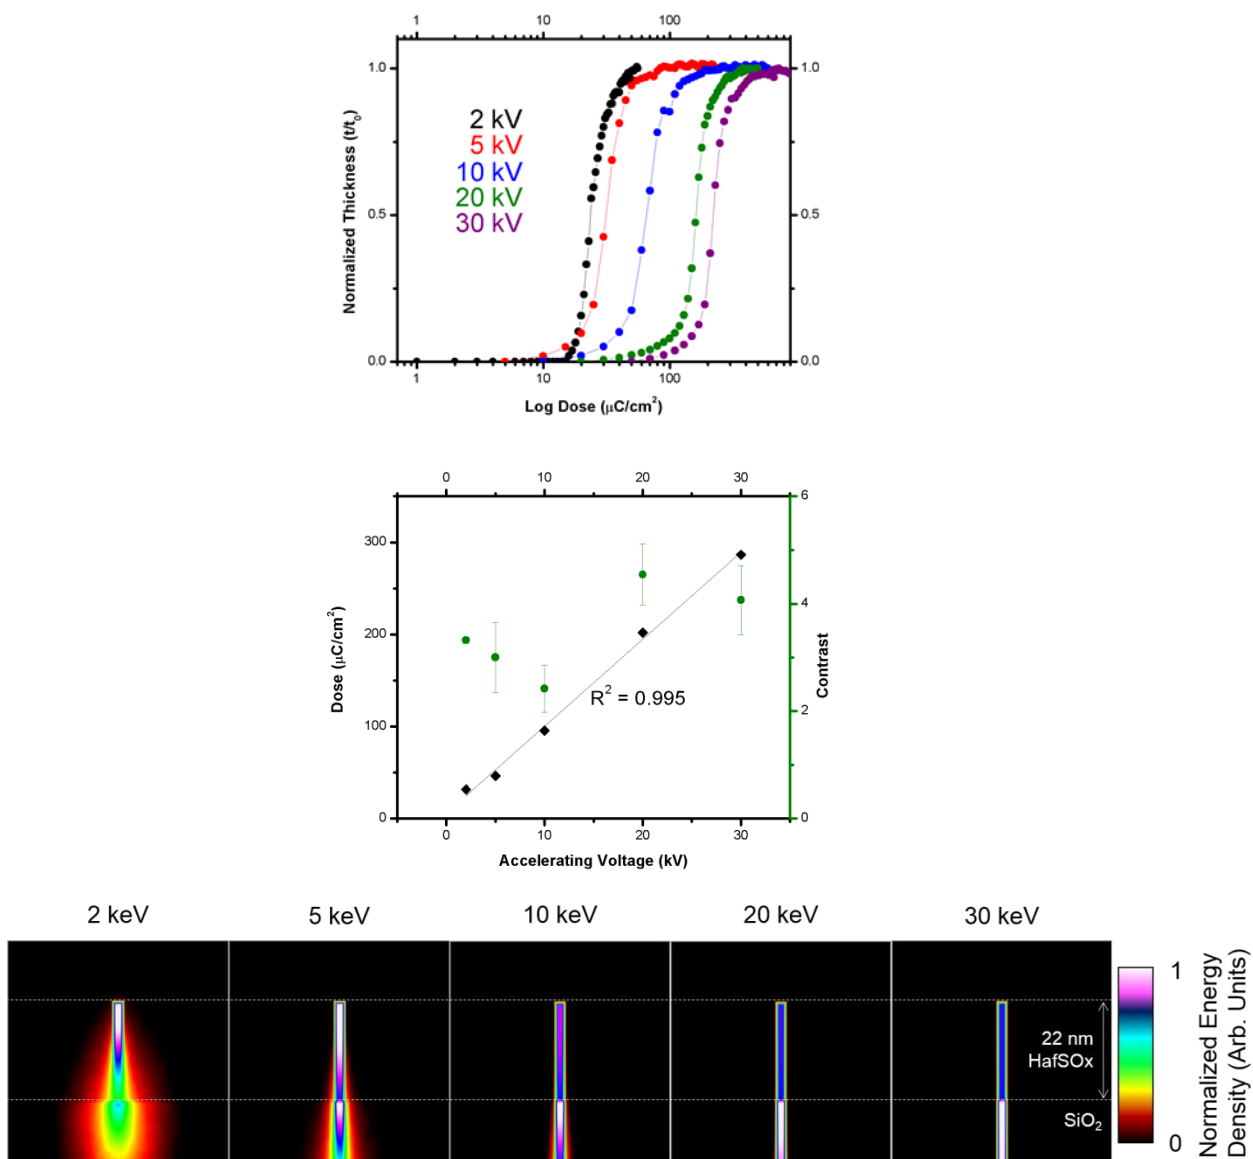 1 10 100
1.0 1.0
2 kV
5 kV
10 kV
20 kV
30 kV
0.5 0.5
0.0 0.0
1 10 100
Normalized Thickness (t/t0)
Log Dose (μC/cm2)
0 10 20 30
300 6
200 4
R2 = 0.995
100 2
0 0
0 10 20 30
Dose (μC/cm2)
Contrast
Accelerating Voltage (kV)
2 keV 5 keV 10 keV 20 keV 30 keV
1
22 nm
HafSOx
SiO2
0
Normalized Energy
Density (Arb. Units)